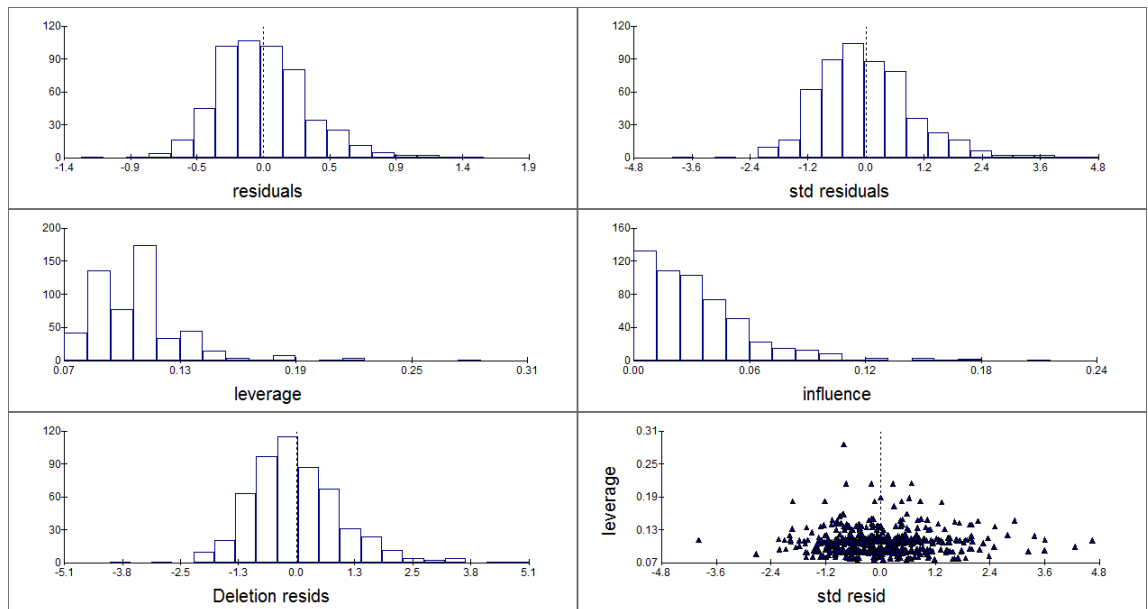 120
90
60
30
0
-1.4 -0.9 -0.5 0.0 0.5 0.9 1.4 1.9
residuals
120
90
60
30
0
-4.8 -3.6 -2.4 -1.2 0.0 1.2 2.4 3.6 4.8
std residuals
200
150
100
50
0
0.07 0.13 0.19 0.25 0.31
leverage
160
120
80
40
0
0.00 0.06 0.12 0.18 0.24
influence
120
90
60
30
0
-5.1 -3.8 -2.5 -1.3 0.0 1.3 2.5 3.8 5.1
Deletion resids
leverage
0.31
0.25
0.19
0.13
0.07
-4.8 -3.6 -2.4 -1.2 0.0 1.2 2.4 3.6 4.8
std resid